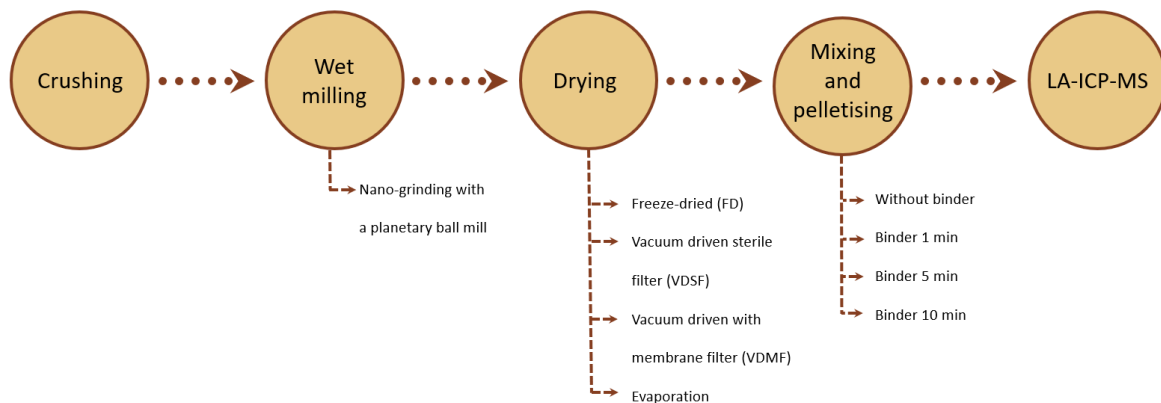 Crushing
Wet
milling
Drying
Mixing
and
pelletising
LA-ICP-MS
Nano-grinding with
a planetary ball mill
Freeze-dried (FD)
Vacuum driven sterile
filter (VDSF)
Vacuum driven with
membrane filter (VDMF)
Evaporation
Without binder
Binder 1 min
Binder 5 min
Binder 10 min